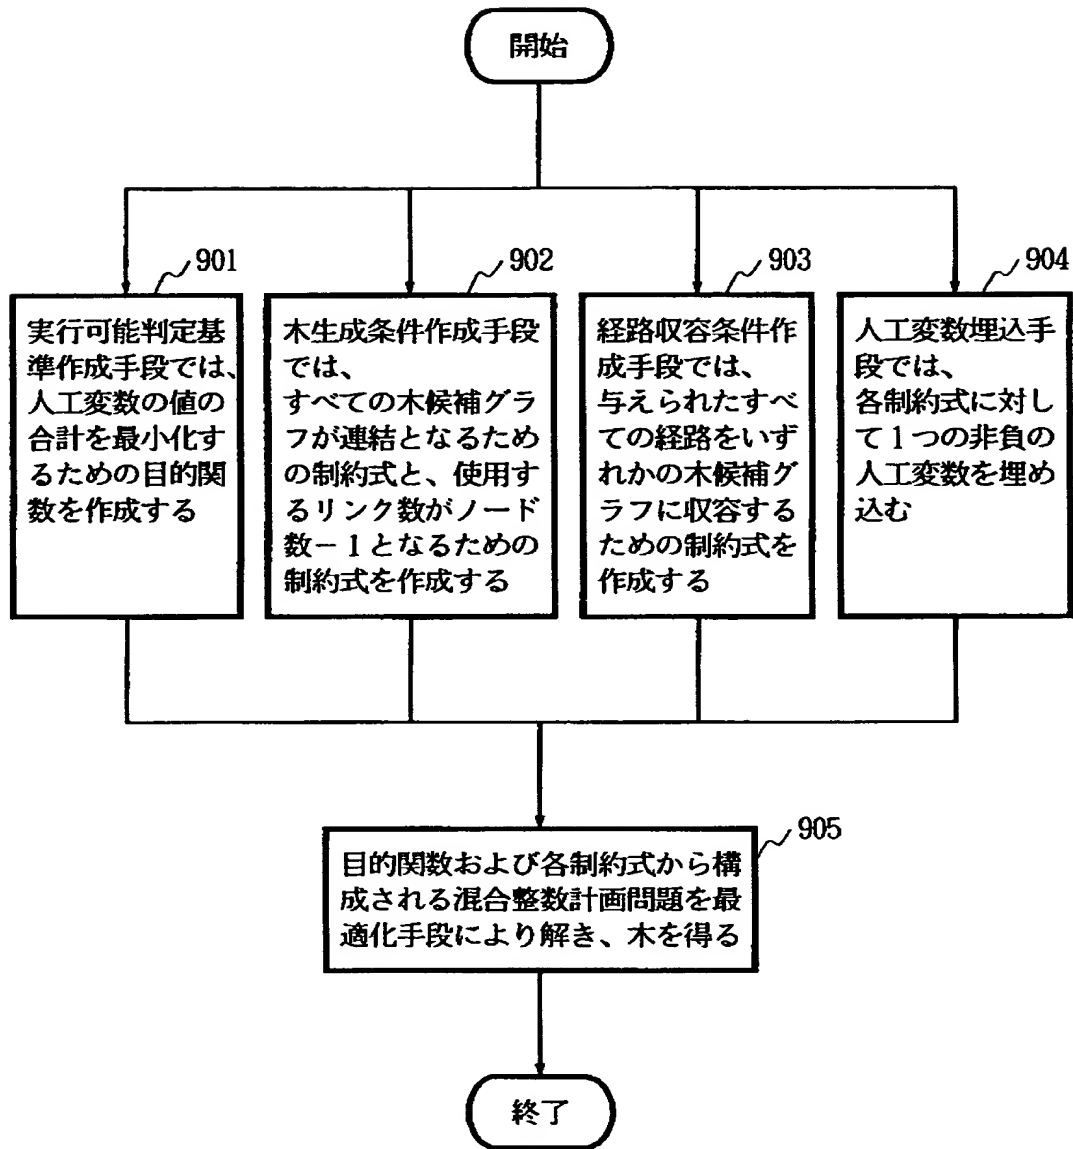 開始
901
実行可能判定基
準作成手段では、
人工変数の値の
合計を最小化す
るための目的関
数を作成する
902
木生成条件作成手段
では、
すべての木候補グラ
フが連結となるため
の制約式と、使用す
るリンク数がノード
数－１となるための
制約式を作成する
903
経路収容条件作
成手段では、
与えられたすべ
ての経路をいず
れかの木候補グ
ラフに収容する
ための制約式を
作成する
904
人工変数埋込手
段では、
各制約式に対し
て１つの非負の
人工変数を埋め
込む
905
目的関数および各制約式から構
成される混合整数計画問題を最
適化手段により解き、木を得る
終了